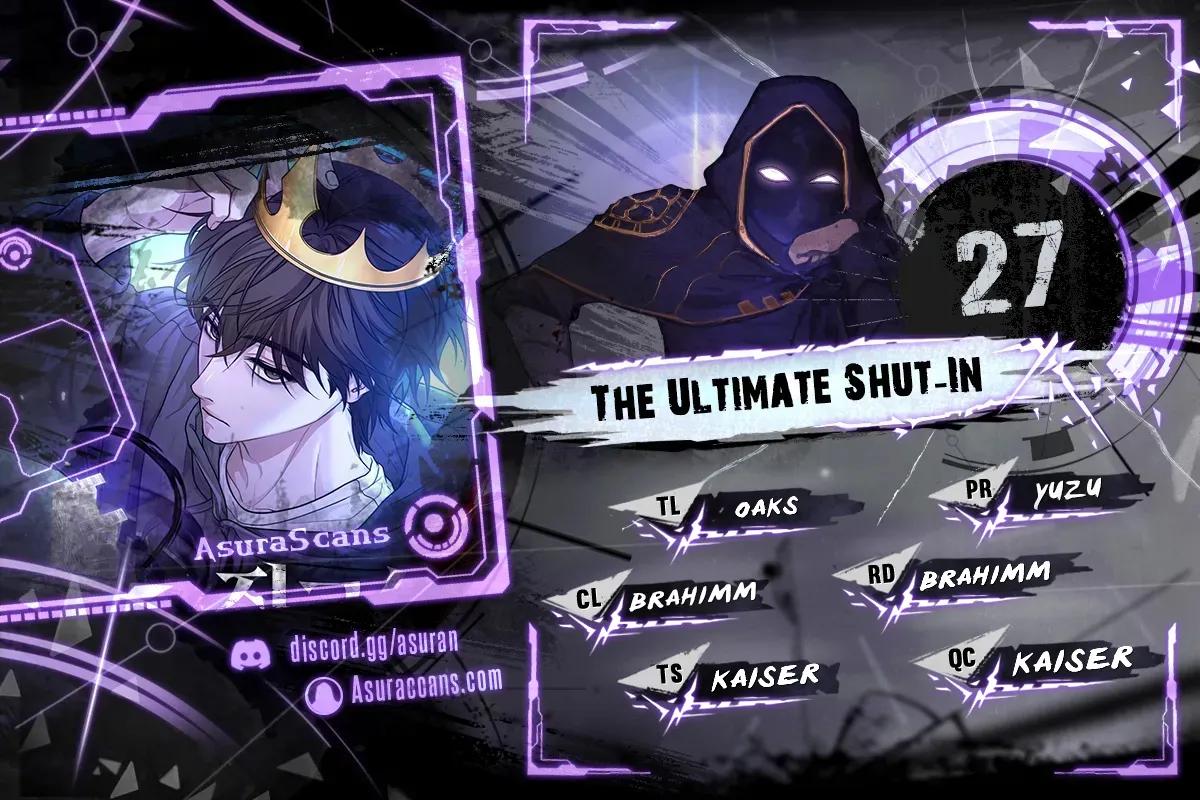 27
THE ULTIMATE SHUT-IN
TL OAKS
PR YUZU
CL BRAHIMM
RD BRAHIMM
TS KAISER
QC KAISER
AsuraScans
discord.gg/asuran
Asuraccans.com